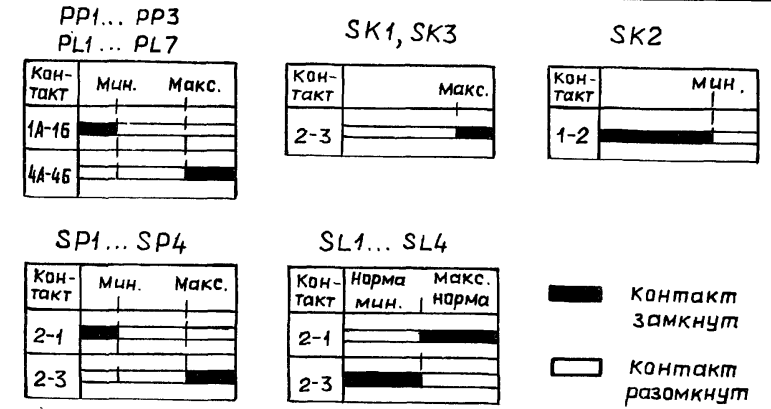 РР1... РР3
PL1... PL7
Кон-
такт
Мин.
Макс.
1А-1Б
4А-4Б
SK1, SK3
Кон-
такт
Макс.
2-3
SK2
Кон-
такт
Мин.
1-2
SP1... SP4
Кон-
такт
Мин.
Макс.
2-1
2-3
SL1... SL4
Кон-
такт
Норма
мин.
Макс.
норма
2-1
2-3
Контакт
замкнут
Контакт
разомкнут